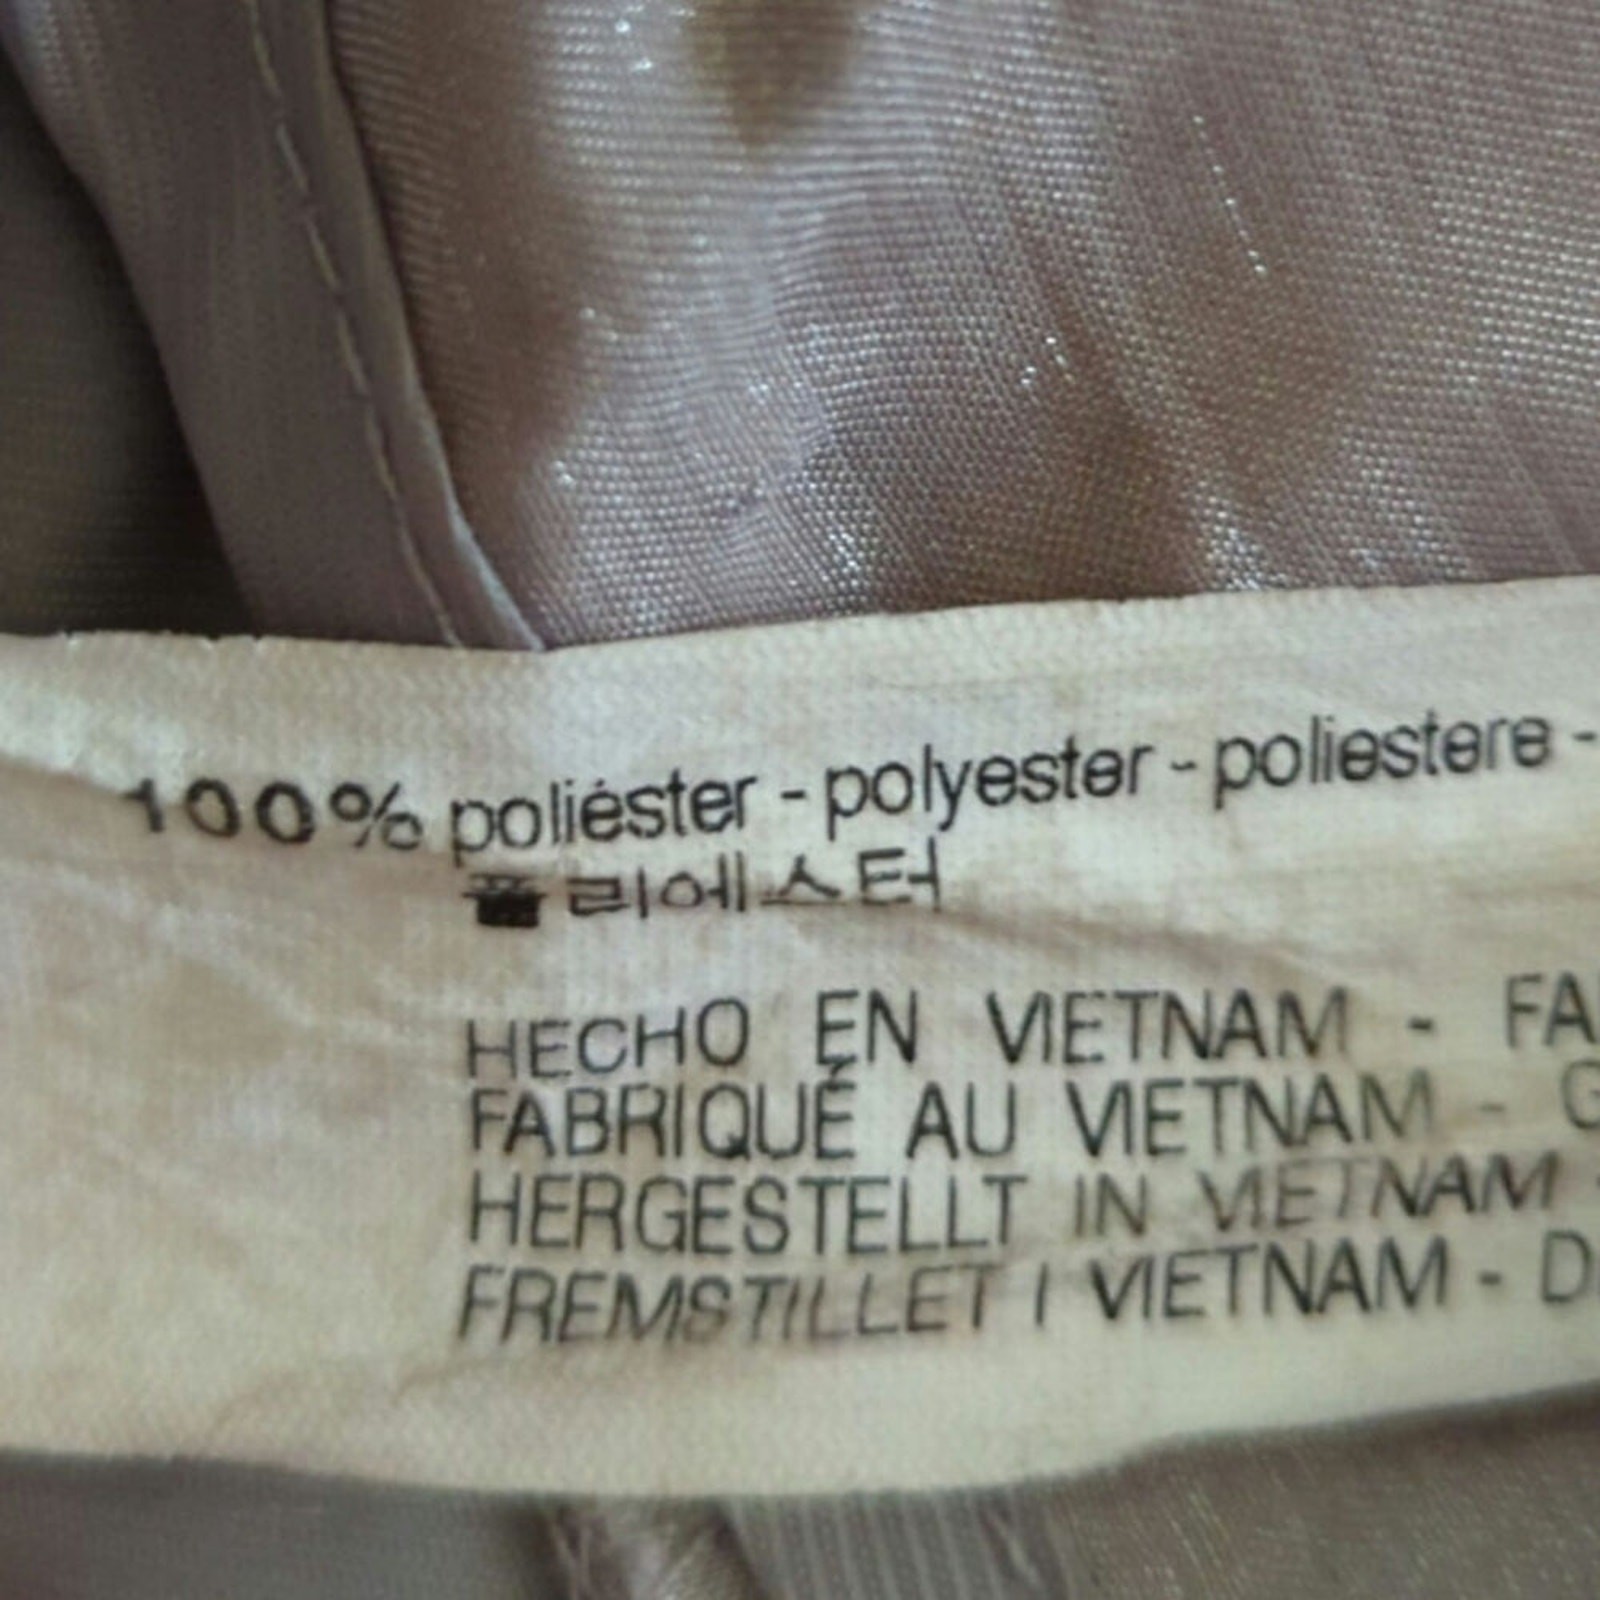 100% poliéster - polyester - poliestere -
폴리에스터
HECHO EN VIETNAM - FA
FABRIQUÉ AU VIETNAM - G
HERGESTELLT IN VIETNAM
FREMSTILLET I VIETNAM - D